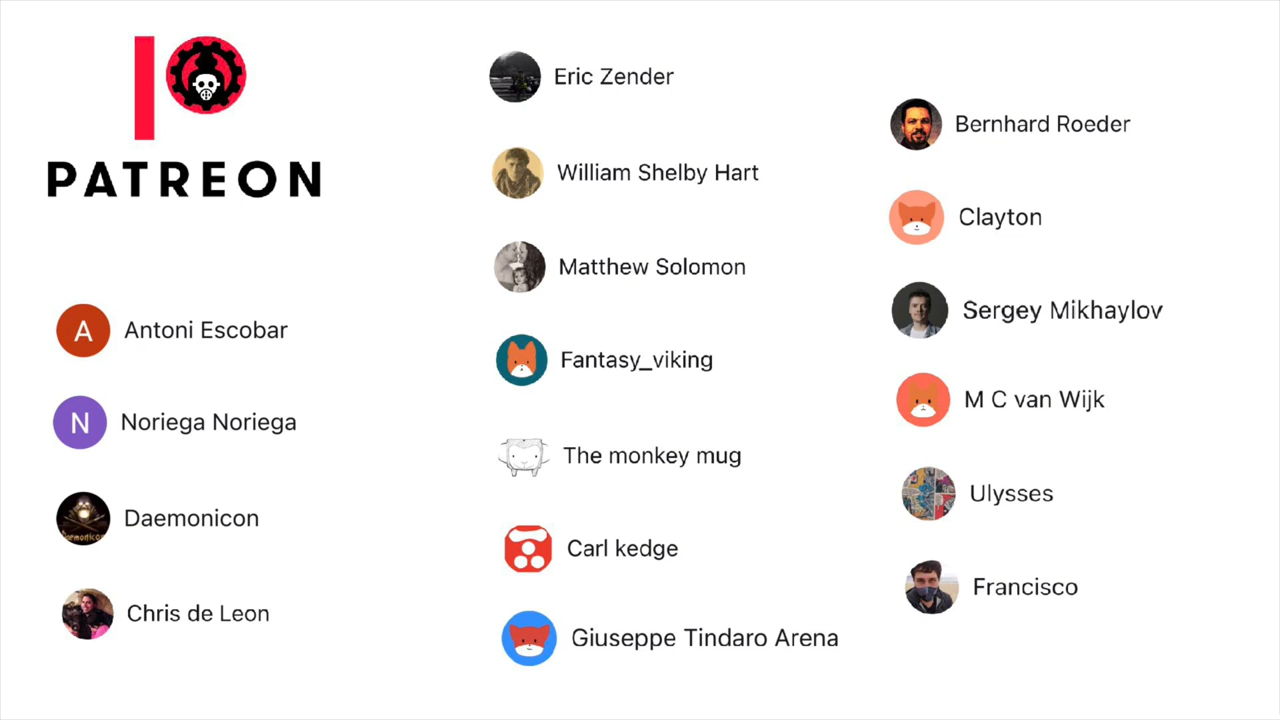 PATREON
A Antoni Escobar
N Noriega Noriega
Daemonicon
Daemonicon
Chris de Leon
Eric Zender
William Shelby Hart
Matthew Solomon
Fantasy_viking
The monkey mug
Carl kedge
Giuseppe Tindaro Arena
Bernhard Roeder
Clayton
Sergey Mikhaylov
M C van Wijk
Ulysses
Francisco